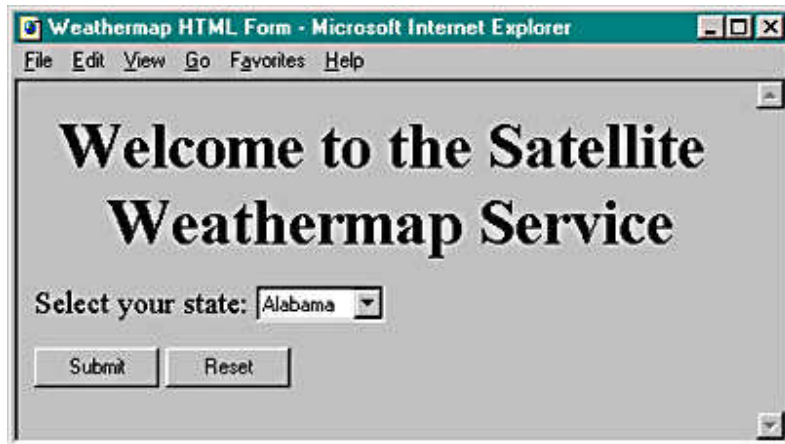 Weathermap HTML Form - Microsoft Internet Explorer
File Edit View Go Favorites Help
Welcome to the Satellite
Weathermap Service
Select your state: Alabama
Submit Reset